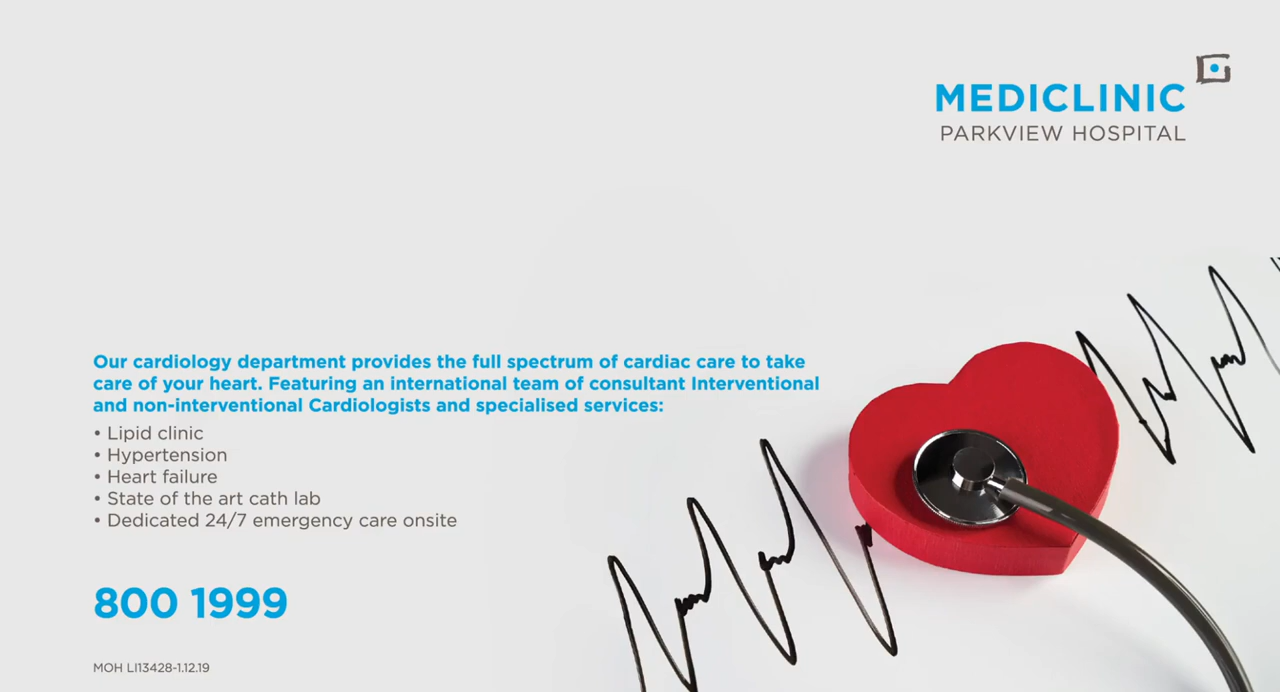 MEDICLINIC
PARKVIEW HOSPITAL
Our cardiology department provides the full spectrum of cardiac care to take
care of your heart. Featuring an international team of consultant Interventional
and non-interventional Cardiologists and specialised services:
• Lipid clinic
• Hypertension
• Heart failure
• State of the art cath lab
• Dedicated 24/7 emergency care onsite
800 1999
MOH LI13428-1.12.19